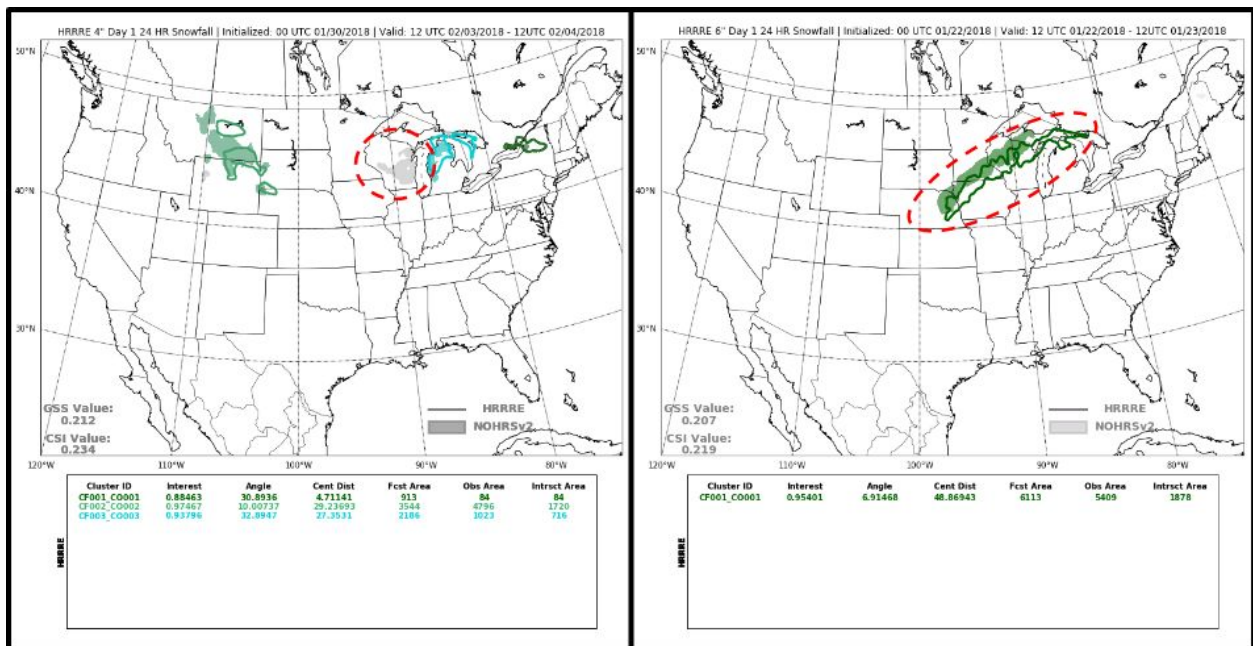 HRRRE 4" Day 1 24 HR Snowfall | Initialized: 00 UTC 01/30/2018 | Valid: 12 UTC 02/03/2018 - 12UTC 02/04/2018
50°N
40°N
30°N
GSS Value:
0.212
CSI Value:
0.234
HRRRE
NOHRSv2
120°W 110°W 100°W 90°W 80°W
Cluster ID Interest Angle Cent Dist Fcst Area Obs Area Intrsct Area
CF001_CO001 0.88463 30.8936 4.71141 913 84 84
CF002_CO002 0.97467 10.00737 29.23693 3544 4796 1720
CF003_CO003 0.93796 32.8947 27.3531 2186 1023 716
HRRRE
HRRRE 6" Day 1 24 HR Snowfall | Initialized: 00 UTC 01/22/2018 | Valid: 12 UTC 01/22/2018 - 12UTC 01/23/2018
50°N
40°N
30°N
GSS Value:
0.207
CSI Value:
0.219
HRRRE
NOHRSv2
120°W 110°W 100°W 90°W 80°W
Cluster ID Interest Angle Cent Dist Fcst Area Obs Area Intrsct Area
CF001_CO001 0.95401 6.91468 48.86943 6113 5409 1878
HRRRE